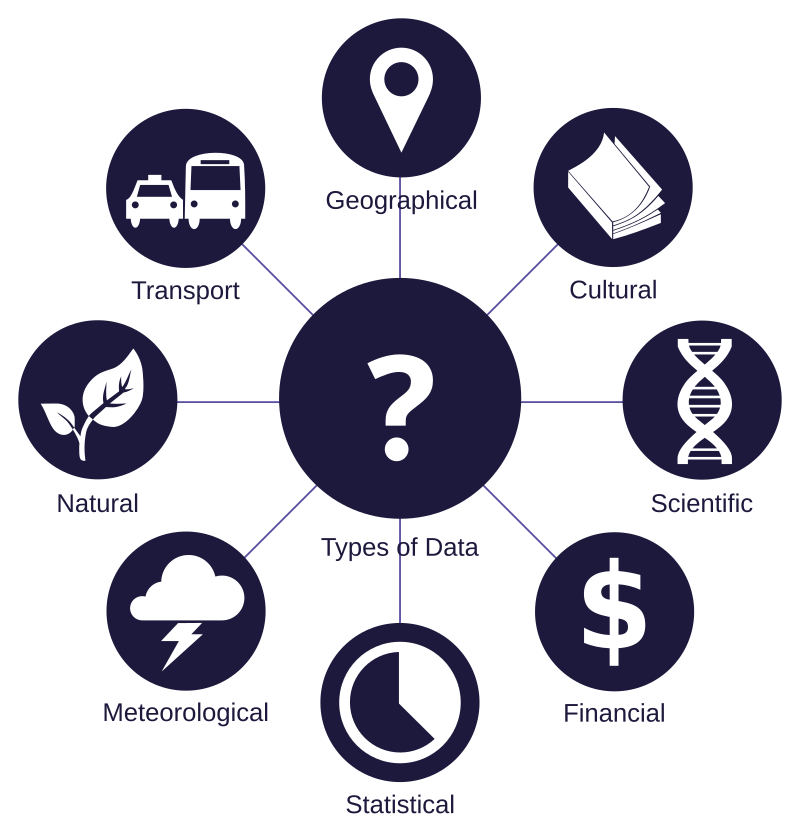 Geographical
Transport
Cultural
?
Natural
Scientific
Types of Data
$
Meteorological
Financial
Statistical